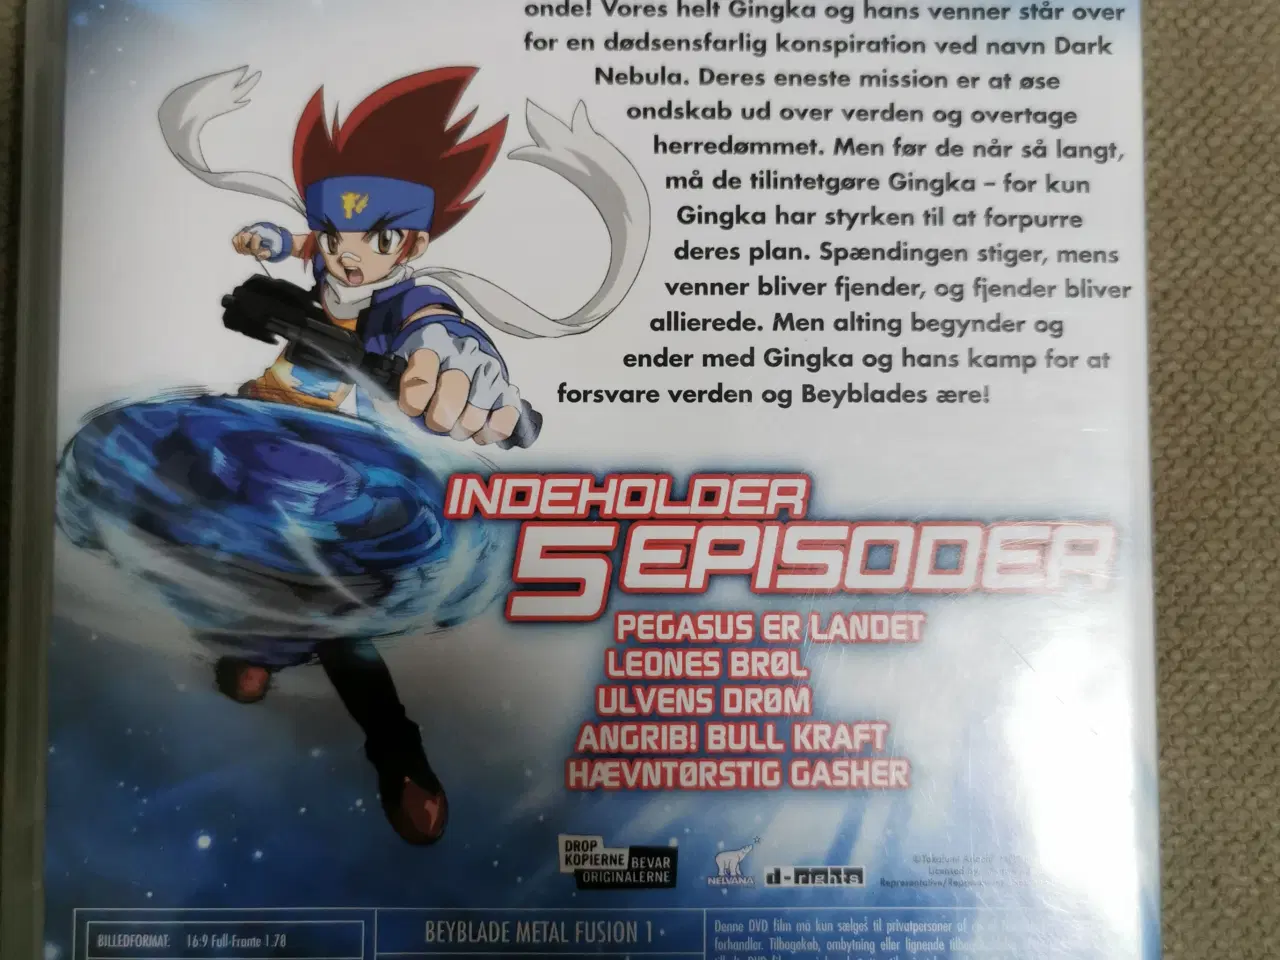 onde! Vores helt Gingka og hans venner står over
for en dødsensfarlig konspiration ved navn Dark
Nebula. Deres eneste mission er at øse
ondskab ud over verden og overtage
herredømmet. Men før de når så langt,
må de tilintetgøre Gingka – for kun
Gingka har styrken til at forpurre
deres plan. Spændingen stiger, mens
venner bliver fjender, og fjender bliver
allierede. Men alting begynder og
ender med Gingka og hans kamp for at
forsvare verden og Beyblades ære!
INDEHOLDER
5 EPISODER
PEGASUS ER LANDET
LEONES BRØL
ULVENS DRØM
ANGRIB! BULL KRAFT
HÆVNTØRSTIG GASHER
DROP
KOPIERNE BEVAR
ORIGINALERNE
NELVANA
d-rights
BILLEDFORMAT: 16:9 Full-Frame 1.78
BEYBLADE METAL FUSION 1
Denne DVD film må kun sælges til privatpersoner af
forhandler. Tilbagekøb, ombytning eller lignende